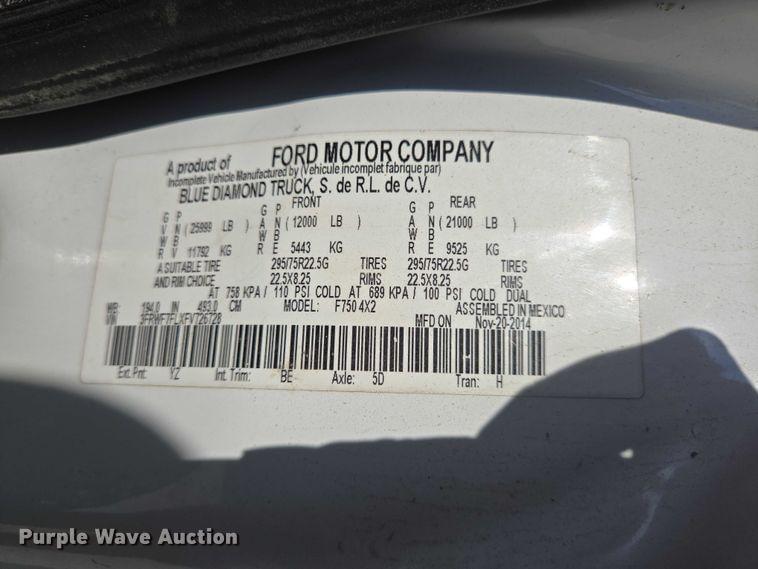 A product of FORD MOTOR COMPANY
Incomplete Vehicle Manufactured by (Vehicule incomplet fabrique par)
BLUE DIAMOND TRUCK, S. de R.L. de C.V.
FRONT REAR
G P G P G P
V N ( 25999 LB ) A N ( 12000 LB ) A N ( 21000 LB )
W B W B W B
R V 11792 KG R E 5443 KG R E 9525 KG
A SUITABLE TIRE 295/75R22.5G TIRES 295/75R22.5G TIRES
AND RIM CHOICE 22.5X8.25 RIMS 22.5X8.25 RIMS
AT 758 KPA / 110 PSI COLD AT 689 KPA / 100 PSI COLD DUAL
WB: 194.0 IN 493.0 CM MODEL: F750 4X2 ASSEMBLED IN MEXICO
VIN 3FRWF7FLXFV726728 MFD ON Nov-20-2014
Ext. Pnt: YZ Int. Trim: BE Axle: 5D Tran: H
Purple Wave Auction